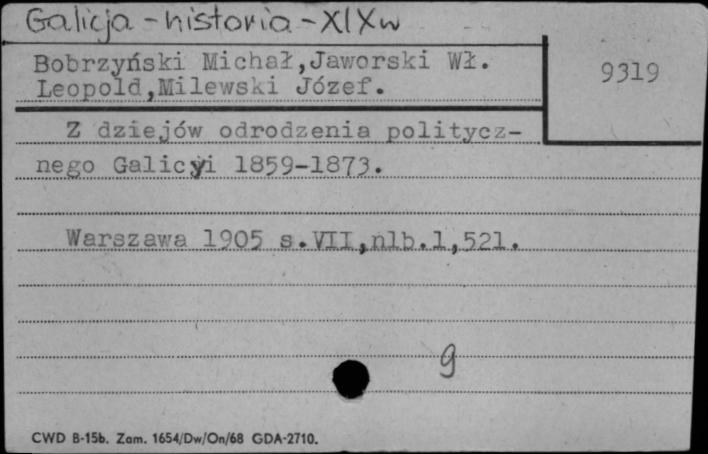 Galicja - historia - XIX w
Bobrzyński Michał, Jaworski Wł.
Leopold, Milewski Józef.
9319
Z dziejów odrodzenia politycz-
nego Galicyi 1859-1873.
Warszawa 1905 s. VII, nlb. 1, 521.
9
CWD B-15b. Zam. 1654/Dw/On/68 GDA-2710.